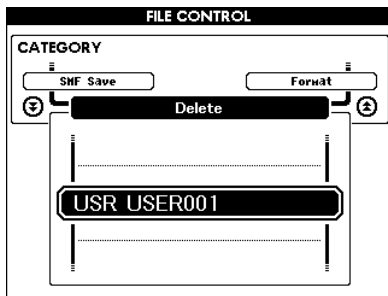 FILE CONTROL
CATEGORY
SMF Save
Format
Delete
USR USER001